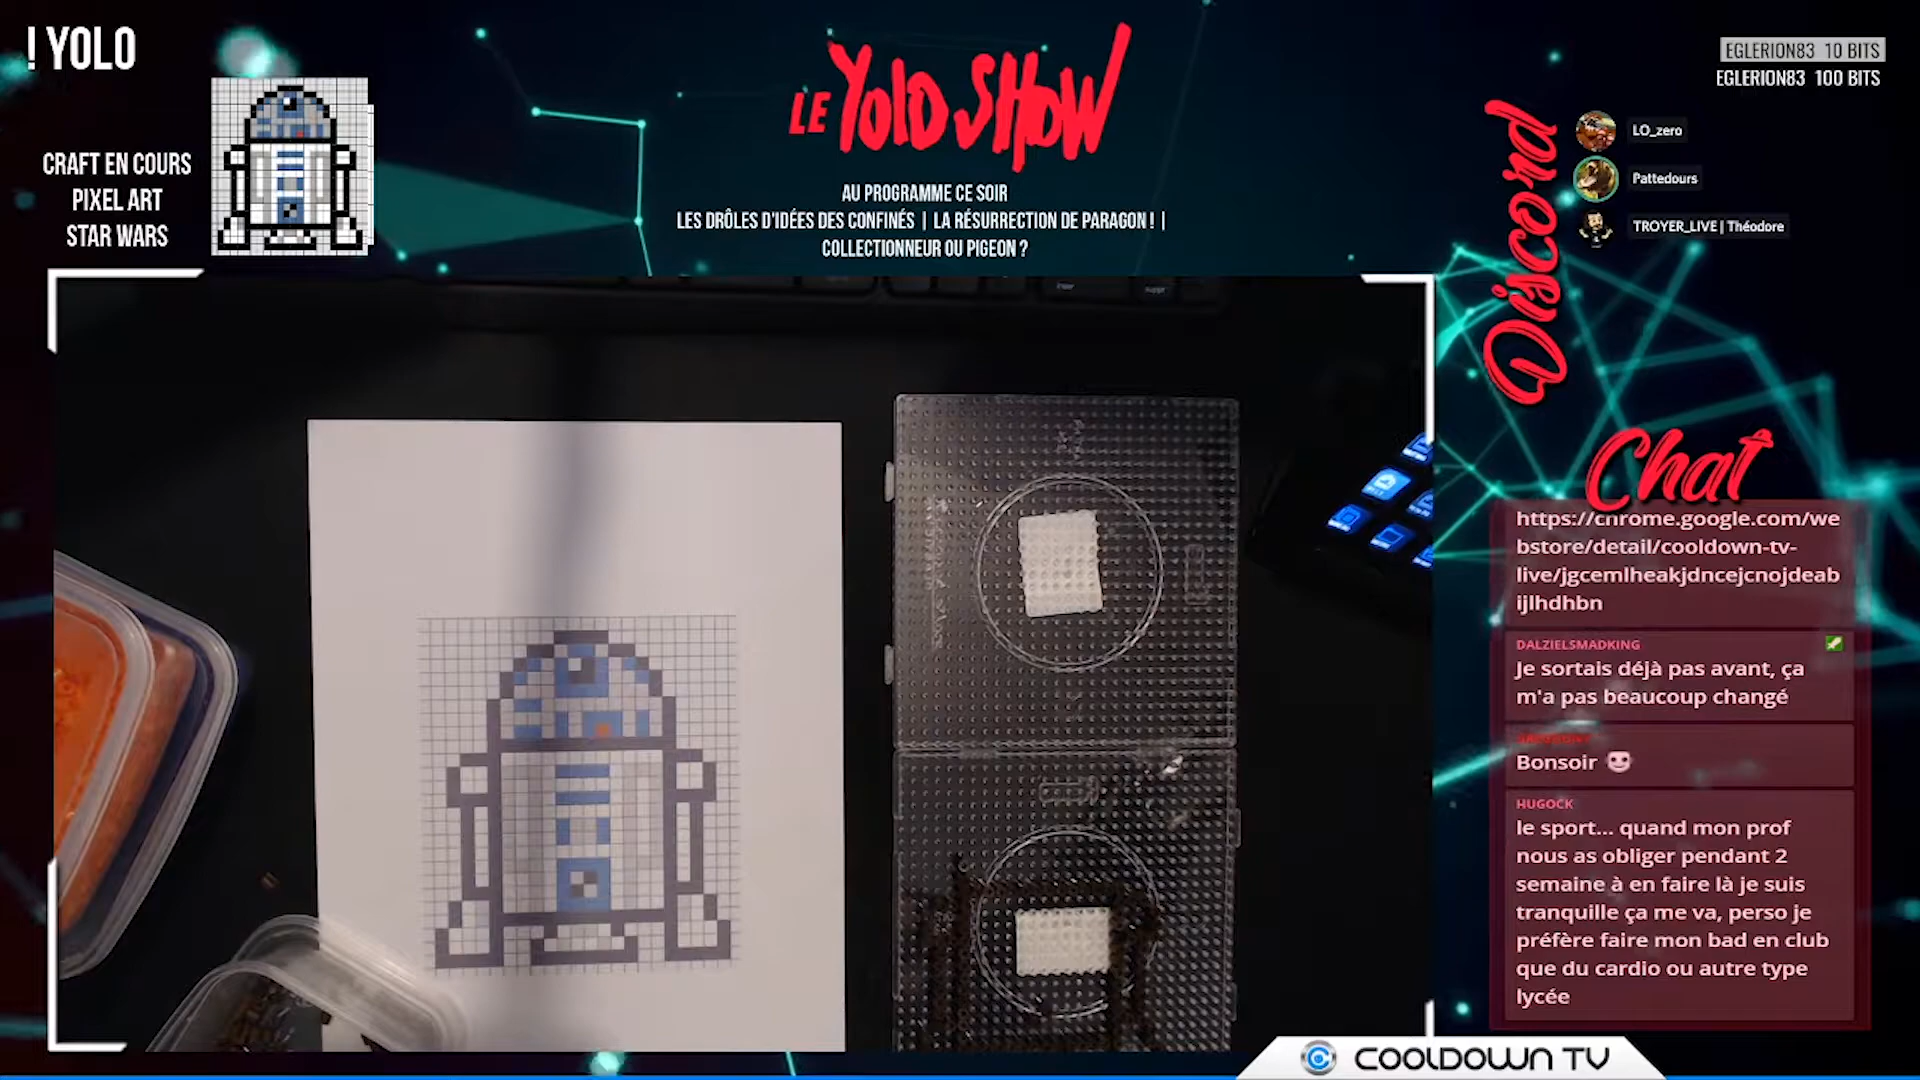 ! YOLO
CRAFT EN COURS
PIXEL ART
STAR WARS
LE YOLO SHOW
AU PROGRAMME CE SOIR
LES DRÔLES D'IDÉES DES CONFINÉS | LA RÉSURRECTION DE PARAGON ! |
COLLECTIONNEUR OU PIGEON ?
EGLERION83 10 BITS
EGLERION83 100 BITS
Discord
LO_zero
Pattedours
TROYER_LIVE | Théodore
Chat
https://chrome.google.com/we
bstore/detail/cooldown-tv-
live/jgcemlheakjdncejcnojdeab
ijlhdhbn
DALZIELSMADKING
Je sortais déjà pas avant, ça
m'a pas beaucoup changé
Bonsoir
HUGOCK
le sport... quand mon prof
nous as obliger pendant 2
semaine à en faire là je suis
tranquille ça me va, perso je
préfère faire mon bad en club
que du cardio ou autre type
lycée
COOLDOWN TV